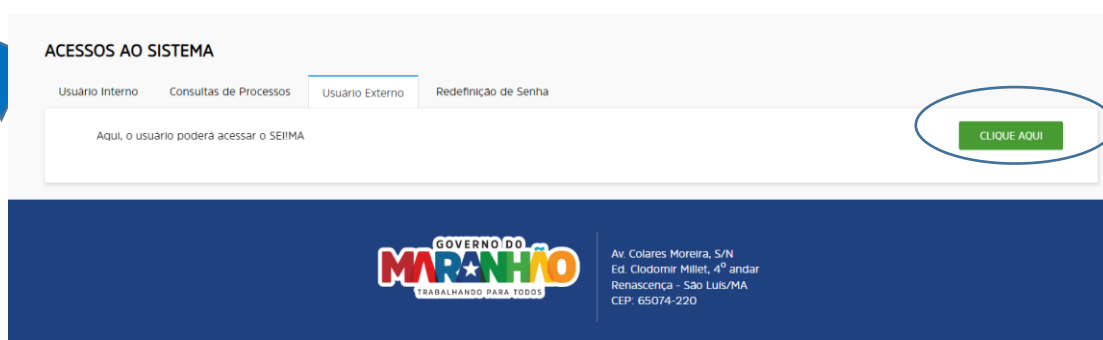 ACESSOS AO SISTEMA
Usuário Interno Consultas de Processos Usuário Externo Redefinição de Senha
Aqui, o usuário poderá acessar o SEI!MA
CLIQUE AQUI
GOVERNO DO
MARANHÃO
TRABALHANDO PARA TODOS
Av. Colares Moreira, S/N
Ed. Clodomir Millet, 4º andar
Renascença - São Luís/MA
CEP: 65074-220